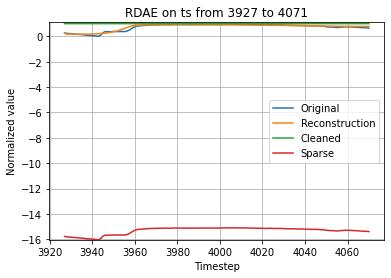 RDAE on ts from 3927 to 4071
Normalized value
0
−2
−4
−6
−8
−10
−12
−14
−16
Original
Reconstruction
Cleaned
Sparse
3920 3940 3960 3980 4000 4020 4040 4060
Timestep